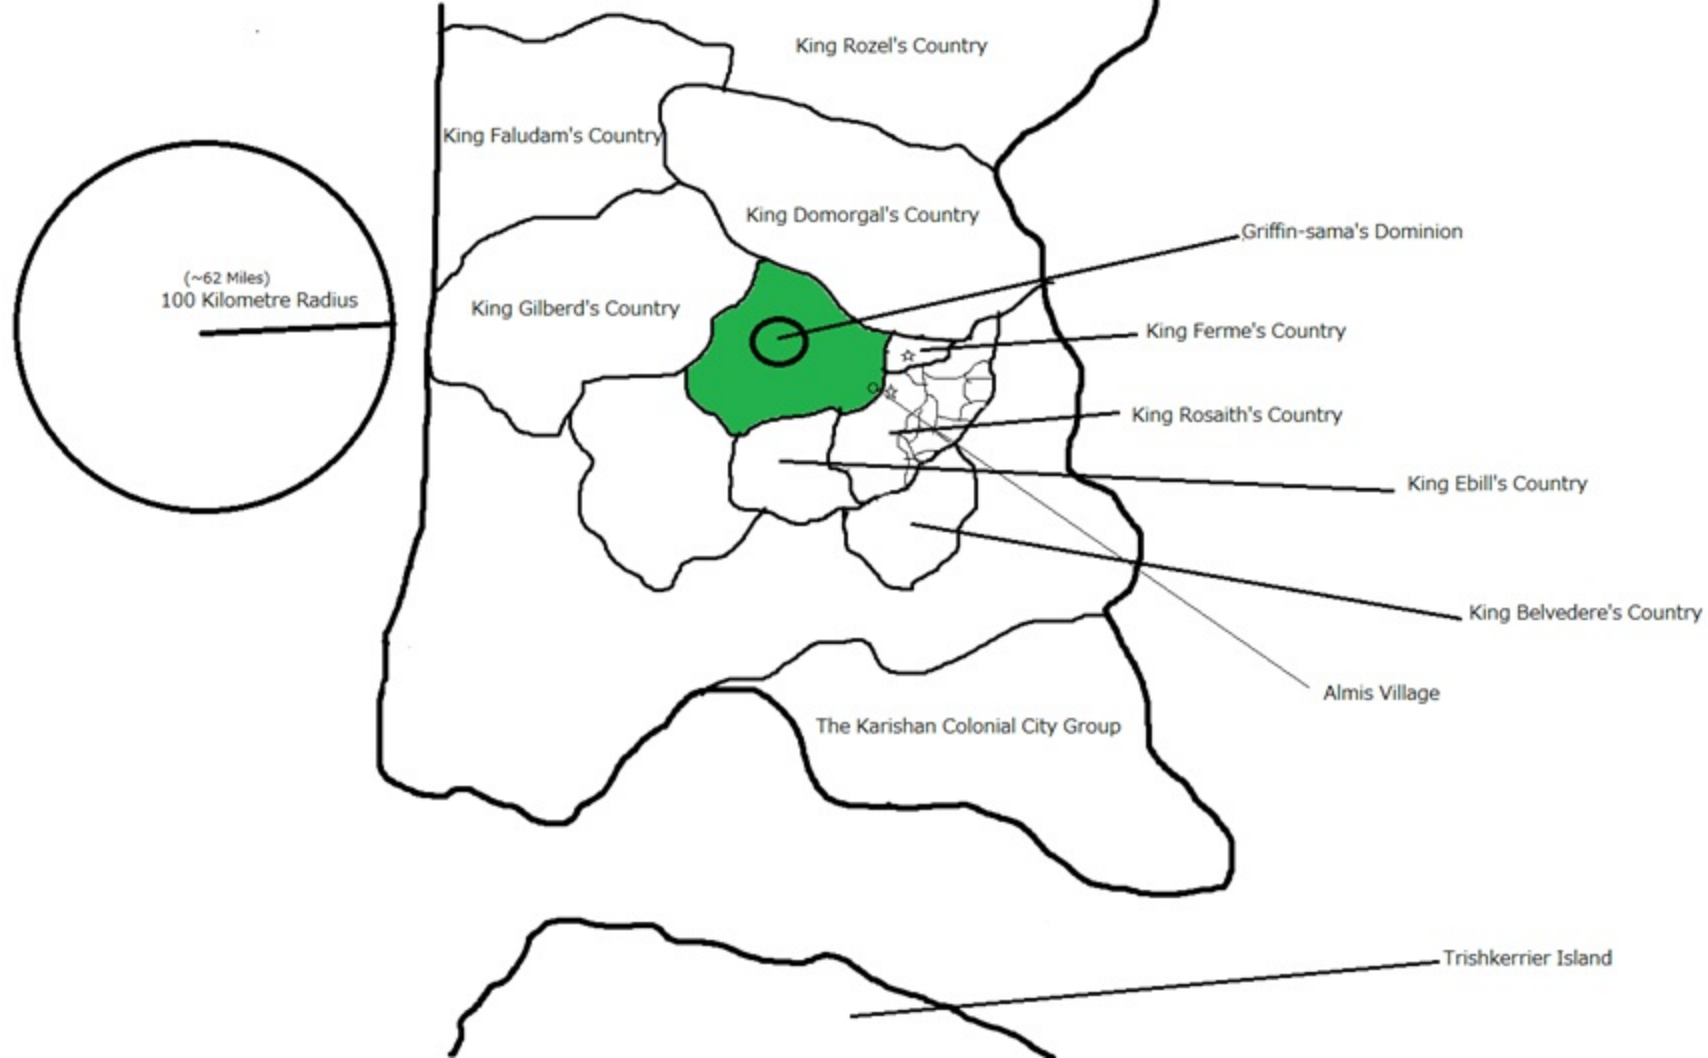 King Rozel's Country
King Faludam's Country
King Domorgal's Country
Griffin-sama's Dominion
(~62 Miles)
100 Kilometre Radius
King Gilberd's Country
King Ferme's Country
King Rosaith's Country
King Ebill's Country
King Belvedere's Country
Almis Village
The Karishan Colonial City Group
Trishkerrier Island